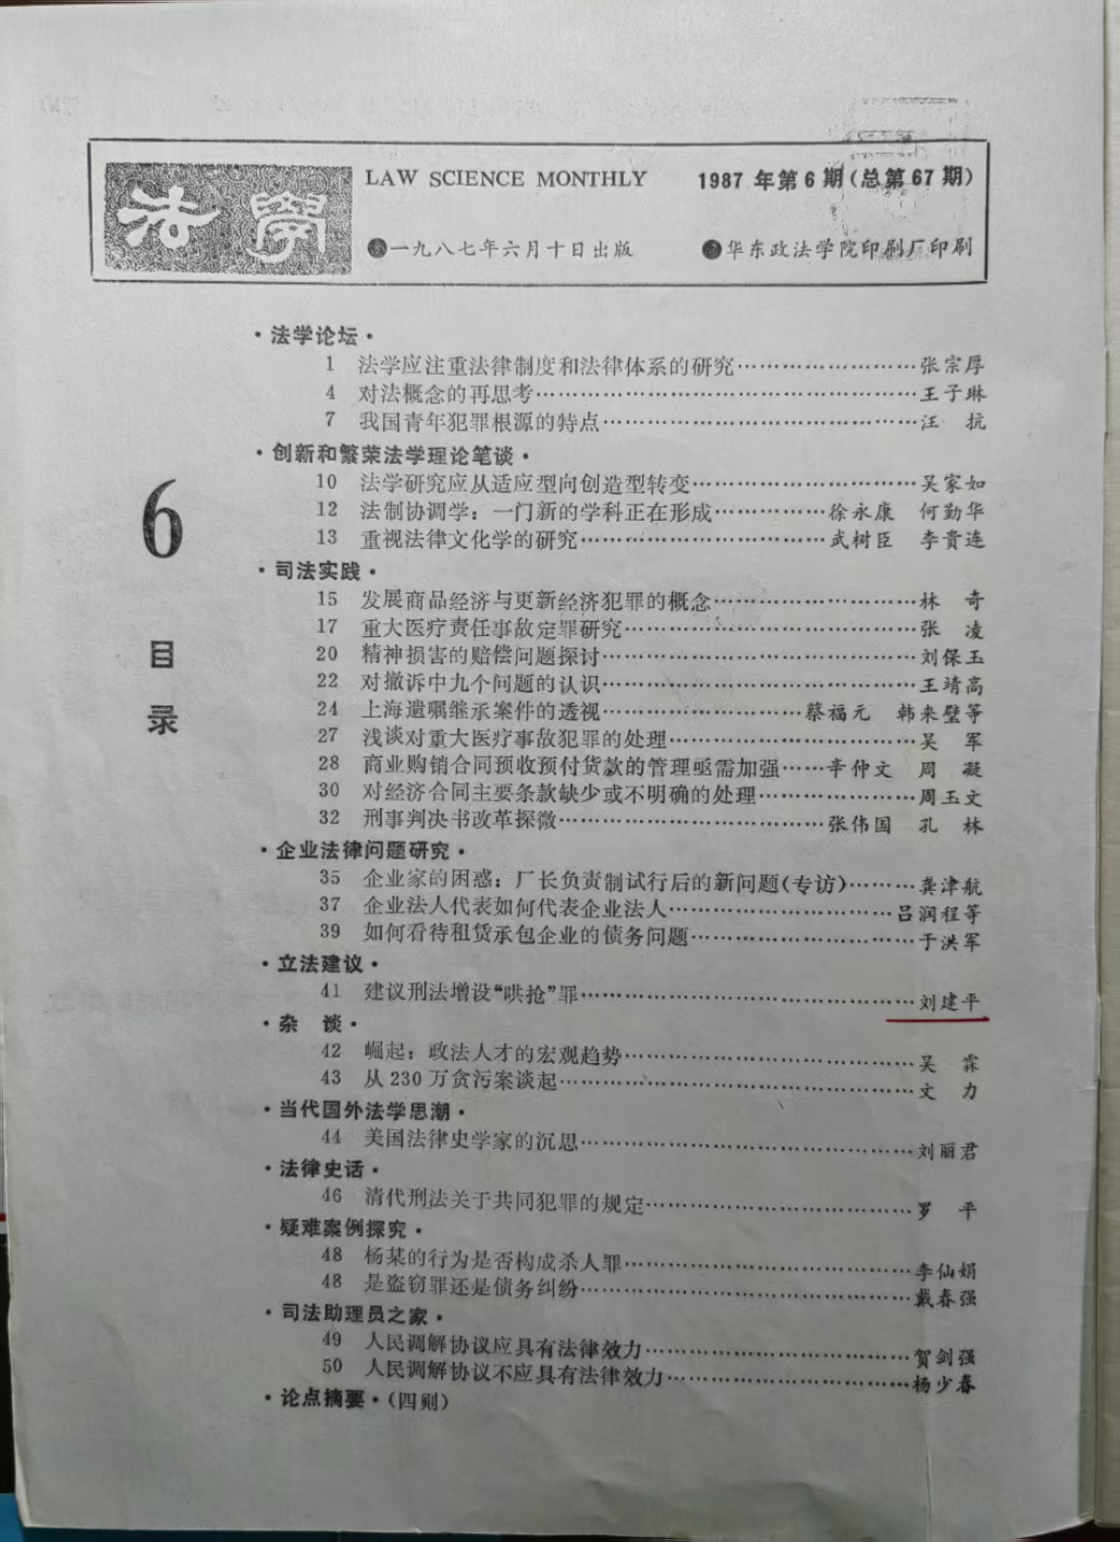 法學
LAW SCIENCE MONTHLY
1987年第6期(总第67期)
●一九八七年六月十日出版
●华东政法学院印刷厂印刷
6
目
录
·法学论坛·
1 法学应注重法律制度和法律体系的研究……………………张宗厚
4 对法概念的再思考……………………………………………王子琳
7 我国青年犯罪根源的特点……………………………………汪 抗
·创新和繁荣法学理论笔谈·
10 法学研究应从适应型向创造型转变…………………………吴家如
12 法制协调学：一门新的学科正在形成……………徐永康 何勤华
13 重视法律文化学的研究……………………………武树臣 李贵连
·司法实践·
15 发展商品经济与更新经济犯罪的概念………………………林 奇
17 重大医疗责任事故定罪研究…………………………………张 凌
20 精神损害的赔偿问题探讨……………………………………刘保玉
22 对撤诉中九个问题的认识……………………………………王靖高
24 上海遗嘱继承案件的透视………………………蔡福元 韩来璧等
27 浅谈对重大医疗事故犯罪的处理……………………………吴 军
28 商业购销合同预收预付货款的管理亟需加强……辛仲文 周 凝
30 对经济合同主要条款缺少或不明确的处理…………………周玉文
32 刑事判决书改革探微………………………………张伟国 孔 林
·企业法律问题研究·
35 企业家的困惑：厂长负责制试行后的新问题(专访)………龚津航
37 企业法人代表如何代表企业法人…………………………吕润程等
39 如何看待租赁承包企业的债务问题…………………………于洪军
·立法建议·
41 建议刑法增设“哄抢”罪………………………………………刘建平
·杂 谈·
42 崛起：政法人才的宏观趋势…………………………………吴 霖
43 从230万贪污案谈起…………………………………………文 力
·当代国外法学思潮·
44 美国法律史学家的沉思………………………………………刘丽君
·法律史话·
46 清代刑法关于共同犯罪的规定………………………………罗 平
·疑难案例探究·
48 杨某的行为是否构成杀人罪…………………………………李仙娟
48 是盗窃罪还是债务纠纷………………………………………戴春强
·司法助理员之家·
49 人民调解协议应具有法律效力………………………………贺剑强
50 人民调解协议不应具有法律效力……………………………杨少春
·论点摘要·(四则)